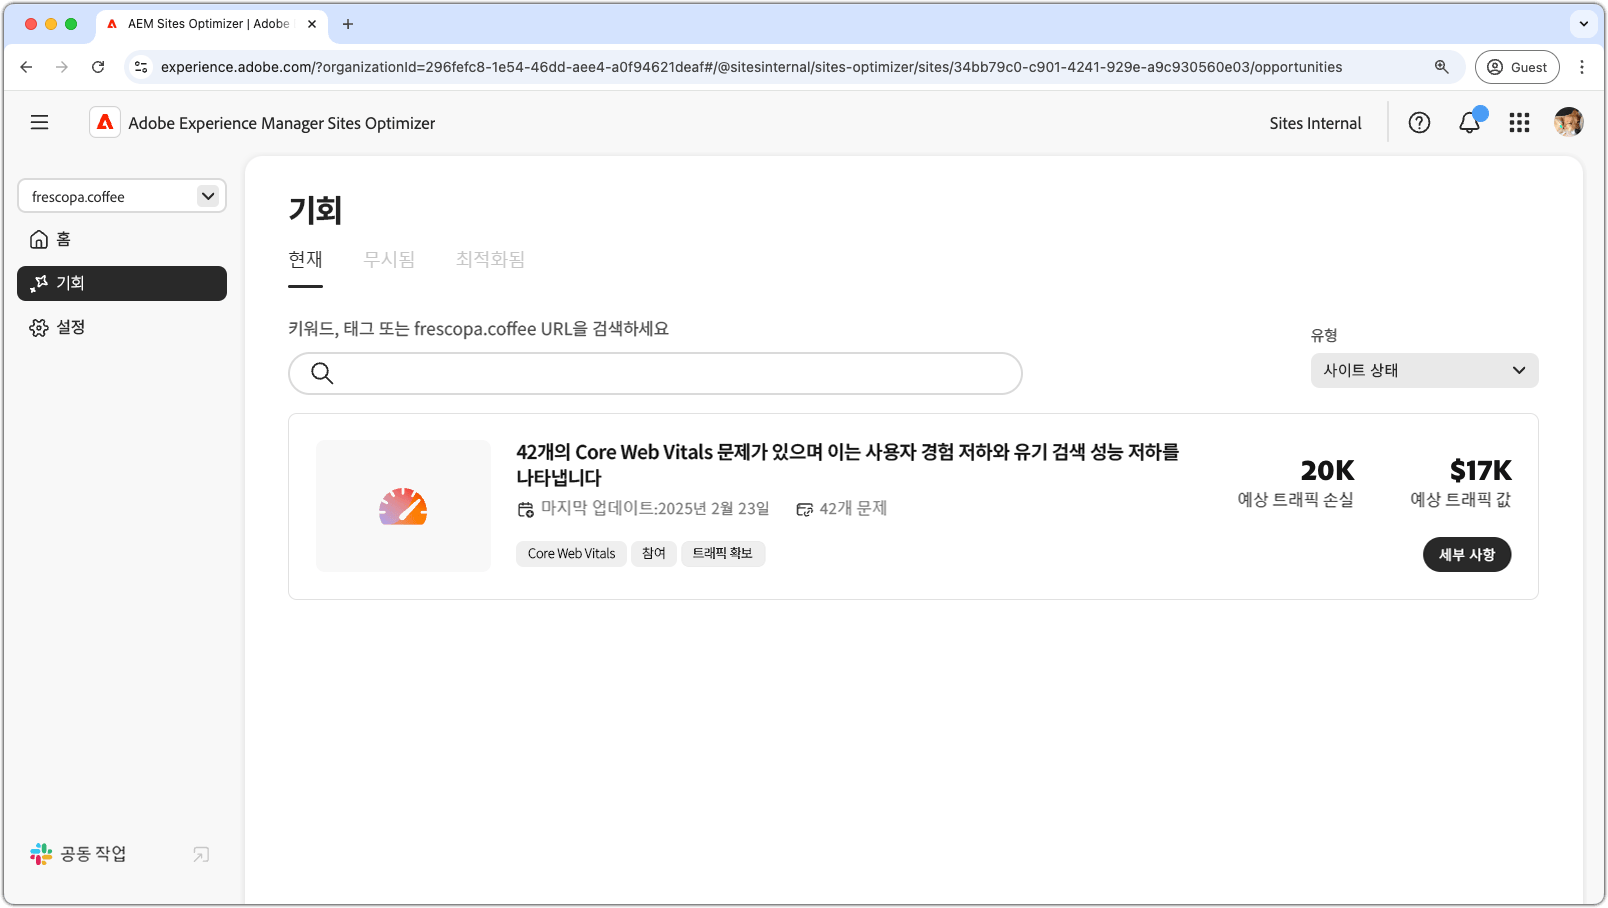 AEM Sites Optimizer | Adobe
experience.adobe.com/?organizationId=296fefc8-1e54-46dd-aee4-a0f94621deaf#/@sitesinternal/sites-optimizer/sites/34bb79c0-c901-4241-929e-a9c930560e03/opportunities
Guest
Adobe Experience Manager Sites Optimizer
Sites Internal
frescopa.coffee
홈
기회
설정
공동 작업
기회
현재 무시됨 최적화됨
키워드, 태그 또는 frescopa.coffee URL을 검색하세요
유형
사이트 상태
42개의 Core Web Vitals 문제가 있으며 이는 사용자 경험 저하와 유기 검색 성능 저하를
나타냅니다
마지막 업데이트:2025년 2월 23일 42개 문제
Core Web Vitals 참여 트래픽 확보
20K
예상 트래픽 손실
$17K
예상 트래픽 값
세부 사항